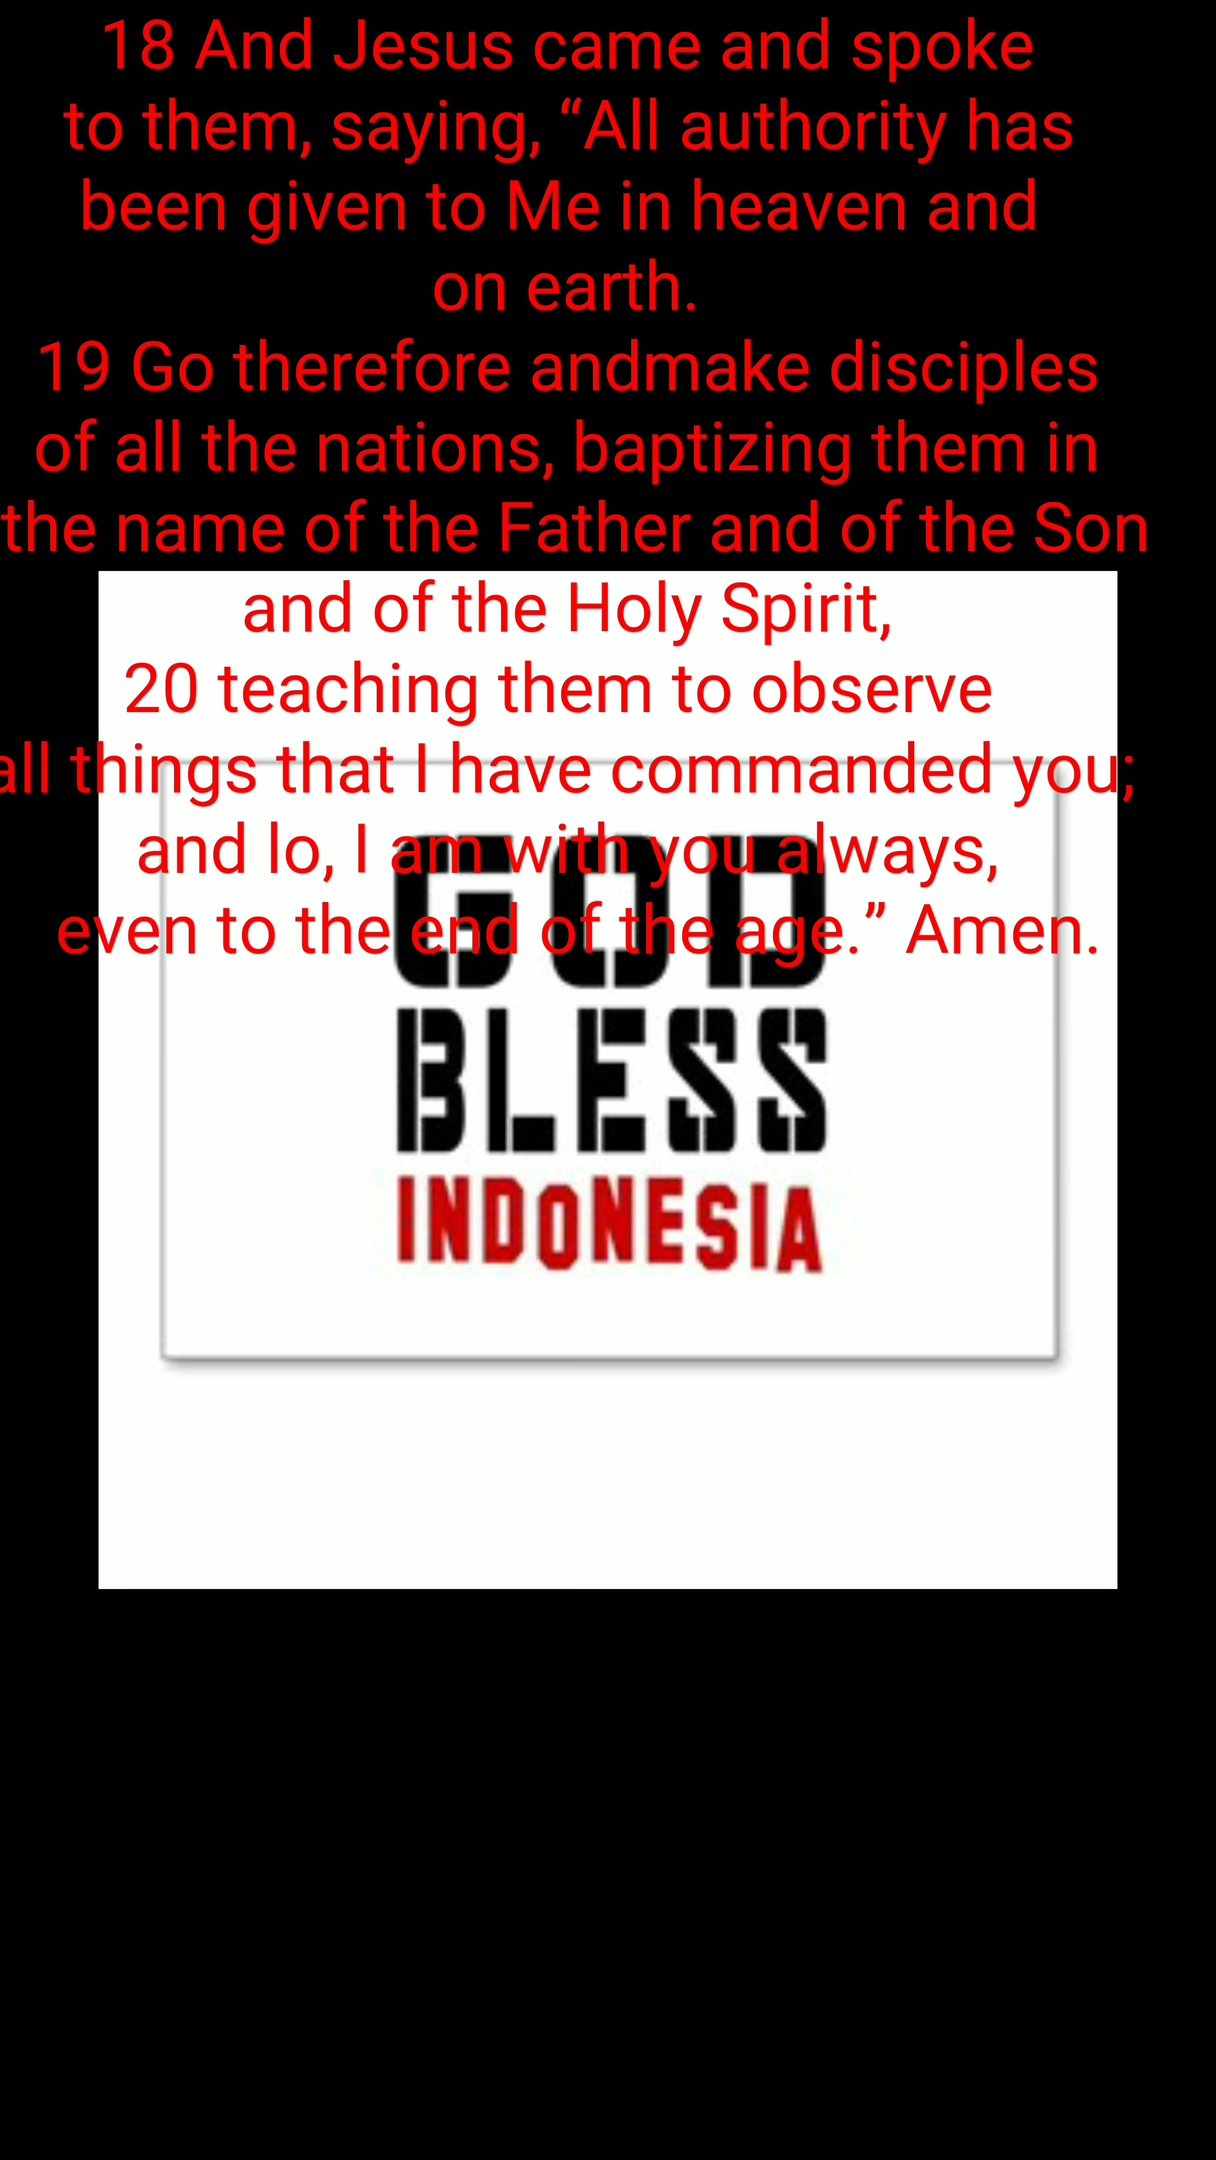 18 And Jesus came and spoke
to them, saying, “All authority has
been given to Me in heaven and
on earth.
19 Go therefore andmake disciples
of all the nations, baptizing them in
the name of the Father and of the Son
and of the Holy Spirit,
20 teaching them to observe
all things that I have commanded you;
and lo, I am with you always,
even to the end of the age.” Amen.
GOD
BLESS
INDONESIA